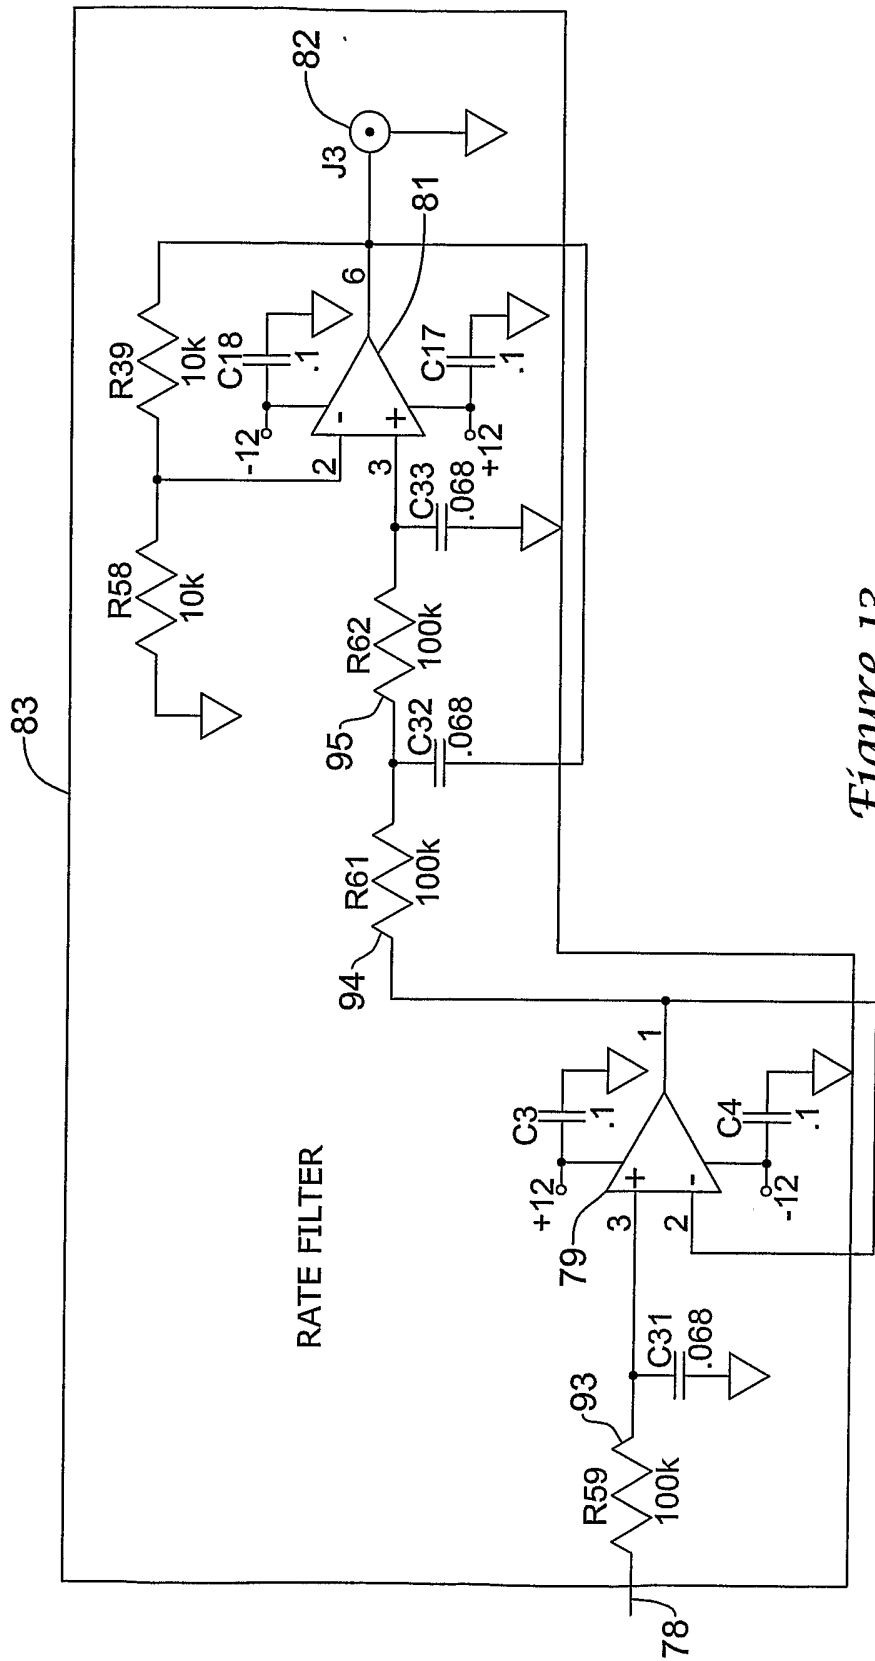 83
RATE FILTER
78
R59
100k
93
C31
.068
79
3
2
+
-
+12
C3
.1
1
-12
C4
.1
94
R61
100k
C32
.068
95
R62
100k
C33
.068
R58
10k
R39
10k
2
3
-
+
-12
C18
.1
6
+12
C17
.1
81
J3
82
Figure 13